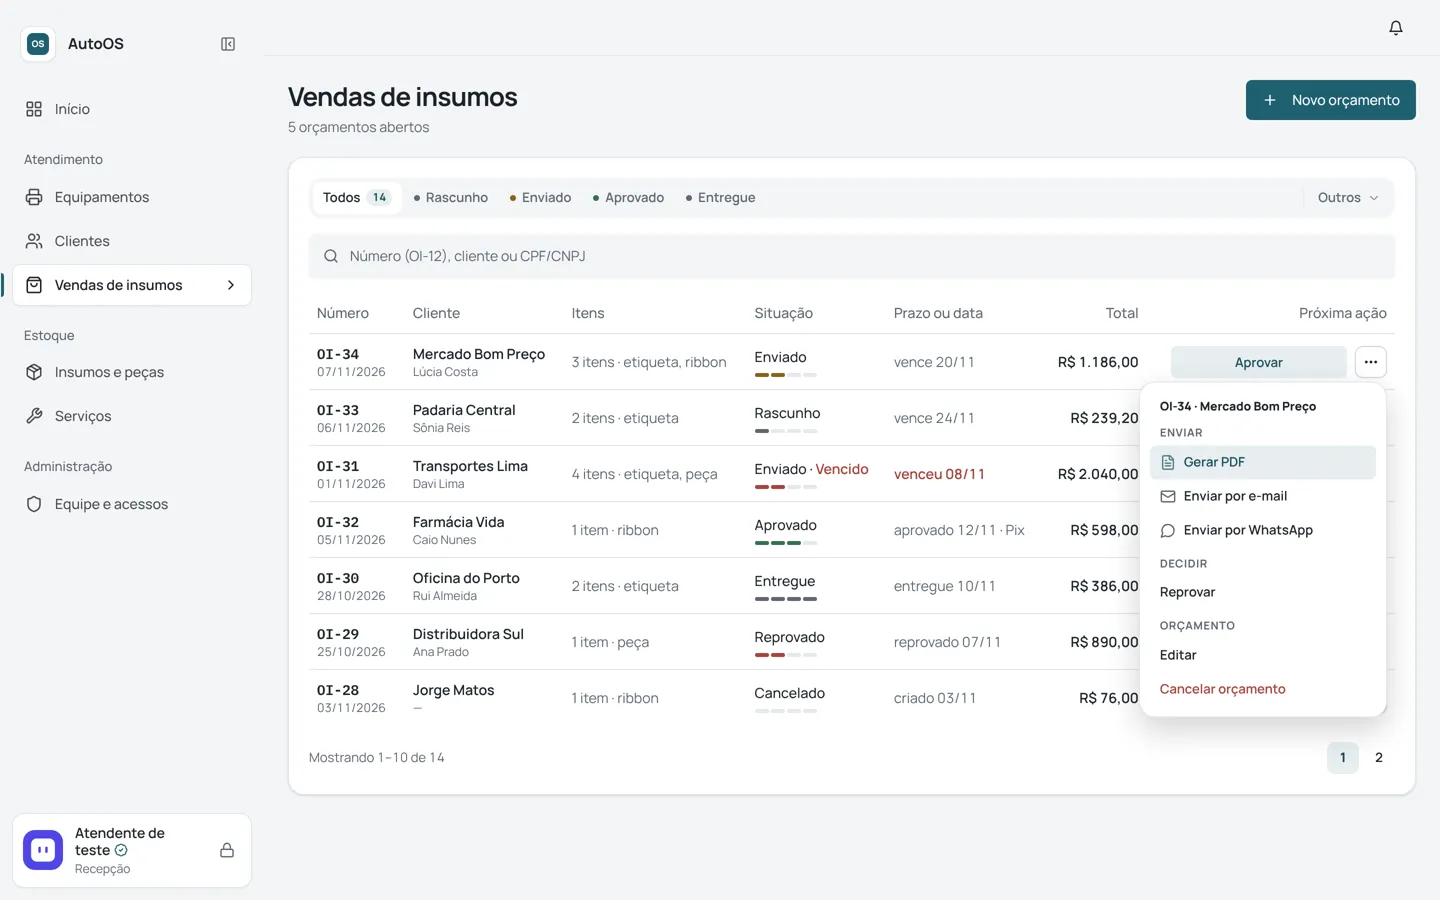 OS
AutoOS
Início
Atendimento
Equipamentos
Clientes
Vendas de insumos
Estoque
Insumos e peças
Serviços
Administração
Equipe e acessos
Atendente de
teste
Recepção
Vendas de insumos
5 orçamentos abertos
+ Novo orçamento
Todos 14 • Rascunho • Enviado • Aprovado • Entregue Outros
Número (OI-12), cliente ou CPF/CNPJ
Número Cliente Itens Situação Prazo ou data Total Próxima ação
OI-34 Mercado Bom Preço 3 itens · etiqueta, ribbon Enviado vence 20/11 R$ 1.186,00 Aprovar ···
07/11/2026 Lúcia Costa
OI-33 Padaria Central 2 itens · etiqueta Rascunho vence 24/11 R$ 239,20
06/11/2026 Sônia Reis
OI-31 Transportes Lima 4 itens · etiqueta, peça Enviado · Vencido venceu 08/11 R$ 2.040,00
01/11/2026 Davi Lima
OI-32 Farmácia Vida 1 item · ribbon Aprovado aprovado 12/11 · Pix R$ 598,00
05/11/2026 Caio Nunes
OI-30 Oficina do Porto 2 itens · etiqueta Entregue entregue 10/11 R$ 386,00
28/10/2026 Rui Almeida
OI-29 Distribuidora Sul 1 item · peça Reprovado reprovado 07/11 R$ 890,00
25/10/2026 Ana Prado
OI-28 Jorge Matos 1 item · ribbon Cancelado criado 03/11 R$ 76,00
03/11/2026 —
OI-34 · Mercado Bom Preço
ENVIAR
Gerar PDF
Enviar por e-mail
Enviar por WhatsApp
DECIDIR
Reprovar
ORÇAMENTO
Editar
Cancelar orçamento
Mostrando 1–10 de 14 1 2